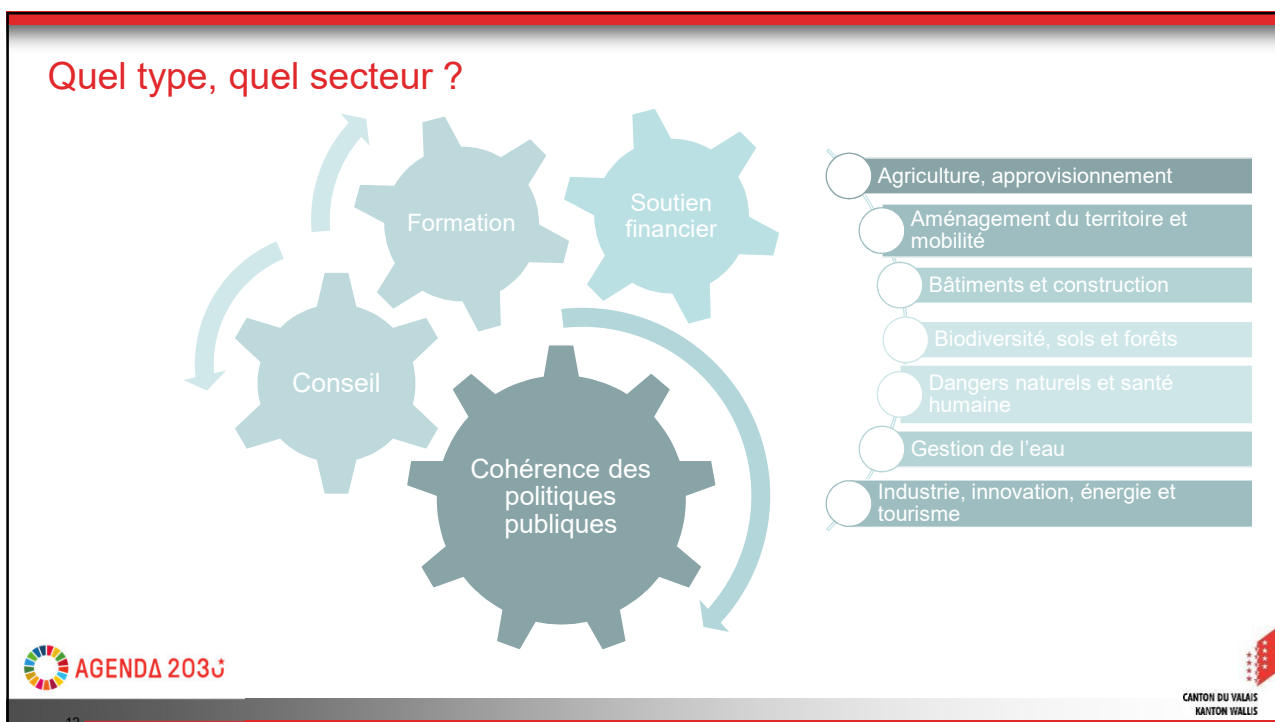 Quel type, quel secteur ?
Formation
Soutien
financier
Conseil
Cohérence des
politiques
publiques
Agriculture, approvisionnement
Aménagement du territoire et
mobilité
Bâtiments et construction
Biodiversité, sols et forêts
Dangers naturels et santé
humaine
Gestion de l’eau
Industrie, innovation, énergie et
tourisme
AGENDA 2030
CANTON DU VALAIS
KANTON WALLIS
12